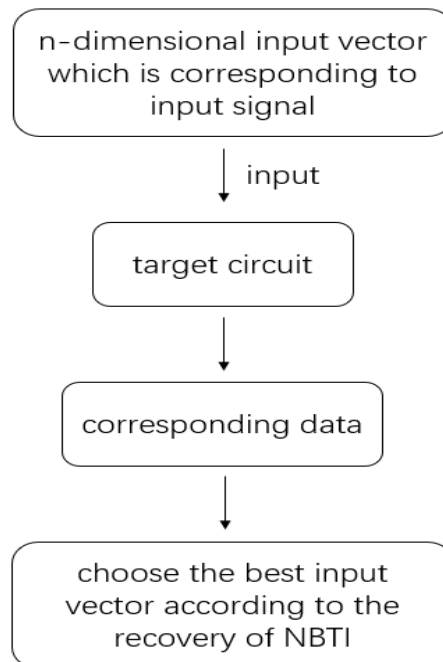 n-dimensional input vector
which is corresponding to
input signal
input
target circuit
corresponding data
choose the best input
vector according to the
recovery of NBTI